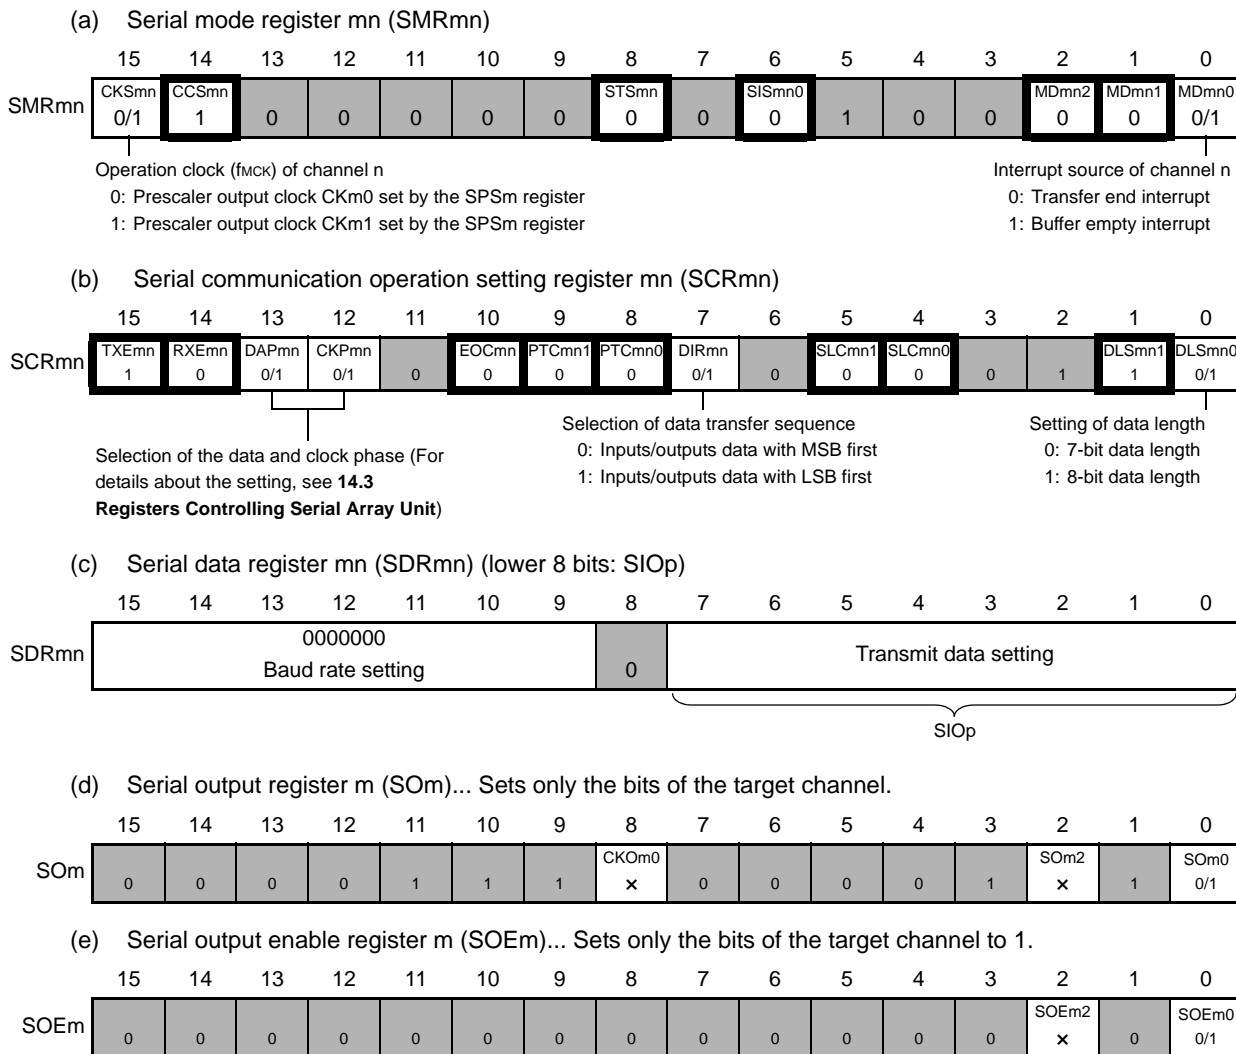 (a) Serial mode register mn (SMRmn)
15 14 13 12 11 10 9 8 7 6 5 4 3 2 1 0
CKSmn CCSmn STSmn SISmn0 MDmn2 MDmn1 MDmn0
SMRmn 0/1 1 0 0 0 0 0 0 0 0 1 0 0 0 0 0/1
Operation clock (fMCK) of channel n
0: Prescaler output clock CKm0 set by the SPSm register
1: Prescaler output clock CKm1 set by the SPSm register
Interrupt source of channel n
0: Transfer end interrupt
1: Buffer empty interrupt
(b) Serial communication operation setting register mn (SCRmn)
15 14 13 12 11 10 9 8 7 6 5 4 3 2 1 0
TXEmn RXEmn DAPmn CKPmn EOCmn PTCmn1 PTCmn0 DIRmn SLCmn1 SLCmn0 DLSmn1 DLSmn0
SCRmn 1 0 0/1 0/1 0 0 0 0 0/1 0 0 0 0 1 1 0/1
Selection of the data and clock phase (For
details about the setting, see 14.3
Registers Controlling Serial Array Unit)
Selection of data transfer sequence
0: Inputs/outputs data with MSB first
1: Inputs/outputs data with LSB first
Setting of data length
0: 7-bit data length
1: 8-bit data length
(c) Serial data register mn (SDRmn) (lower 8 bits: SIOp)
15 14 13 12 11 10 9 8 7 6 5 4 3 2 1 0
SDRmn
0000000
Baud rate setting
0
Transmit data setting
SIOp
(d) Serial output register m (SOm)... Sets only the bits of the target channel.
15 14 13 12 11 10 9 8 7 6 5 4 3 2 1 0
CKOm0 SOm2 SOm0
SOm 0 0 0 0 1 1 1 × 0 0 0 0 1 × 1 0/1
(e) Serial output enable register m (SOEm)... Sets only the bits of the target channel to 1.
15 14 13 12 11 10 9 8 7 6 5 4 3 2 1 0
SOEm2 SOEm0
SOEm 0 0 0 0 0 0 0 0 0 0 0 0 0 × 0 0/1